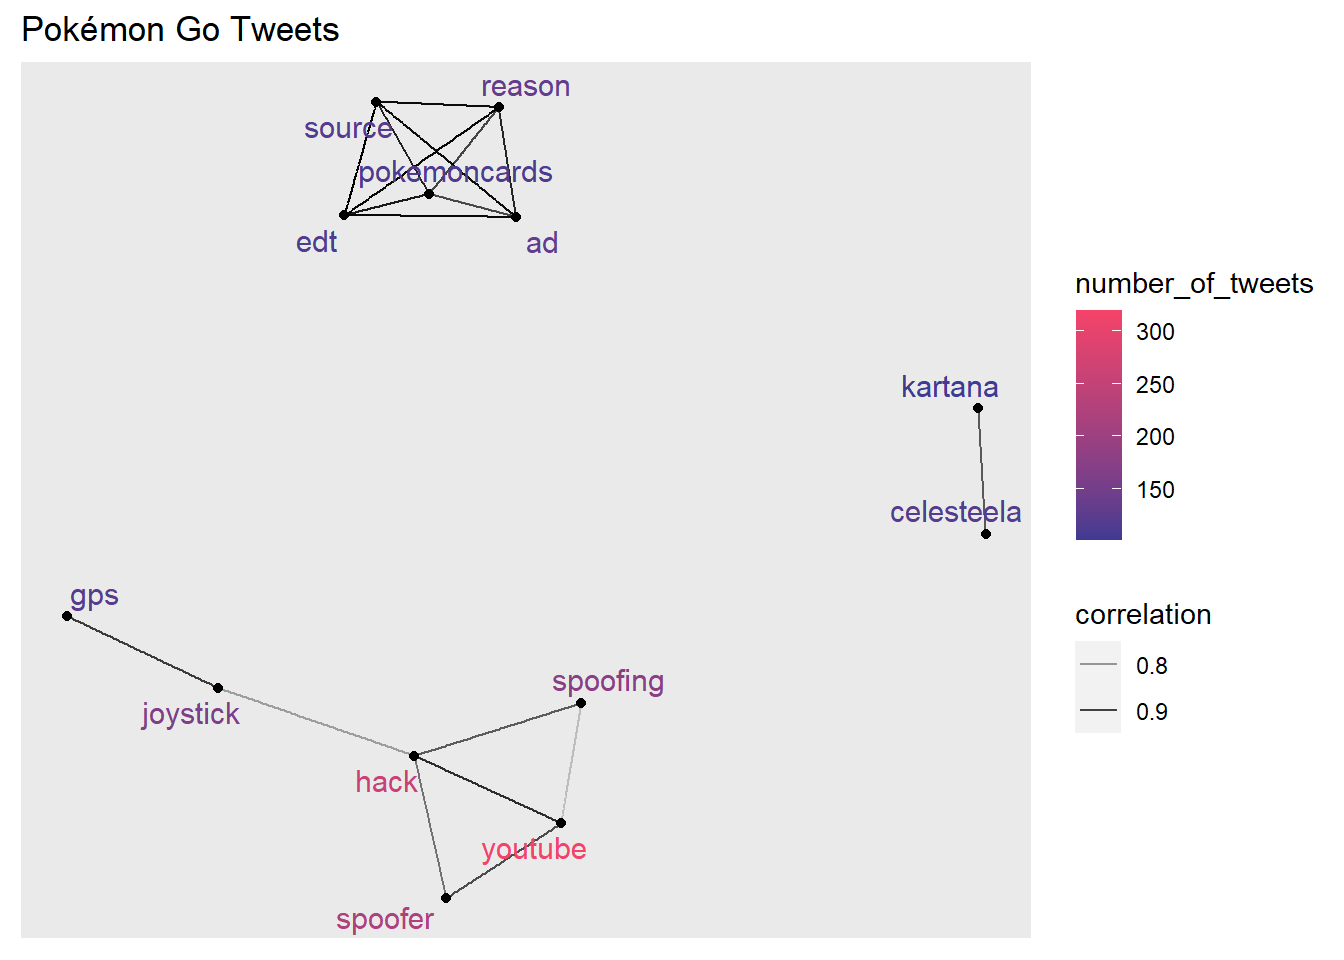 Pokémon Go Tweets
reason
source
pokemoncards
edt
ad
kartana
celesteela
gps
joystick
spoofing
hack
youtube
spoofer
number_of_tweets
300
250
200
150
correlation
0.8
0.9